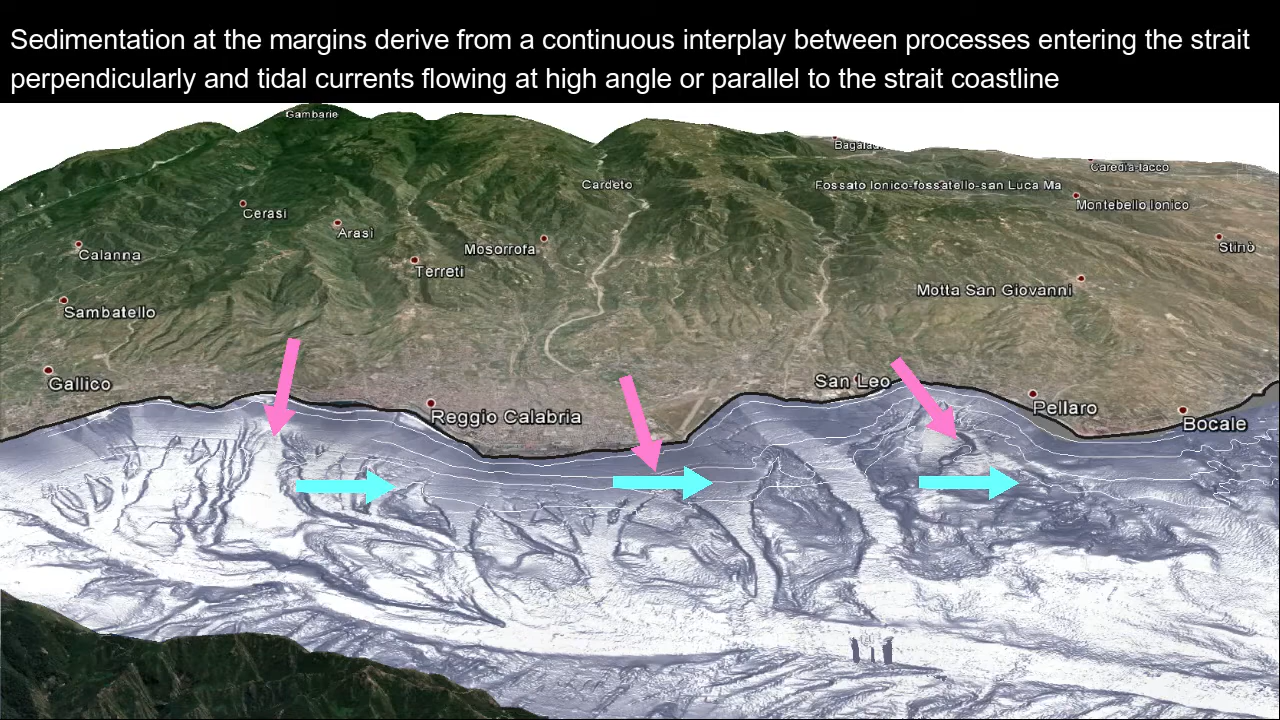 Sedimentation at the margins derive from a continuous interplay between processes entering the strait
perpendicularly and tidal currents flowing at high angle or parallel to the strait coastline
Gambarie
Caredia-lacco
Cardeto
Fossato Ionico-fossatello-san Luca Ma
Montebello Ionico
Cerasi
Arasi
Mosorrofa
Stinò
Calanna
Terreti
Motta San Giovanni
Sambatello
Gallico
San Leo
Pellaro
Reggio Calabria
Bocale